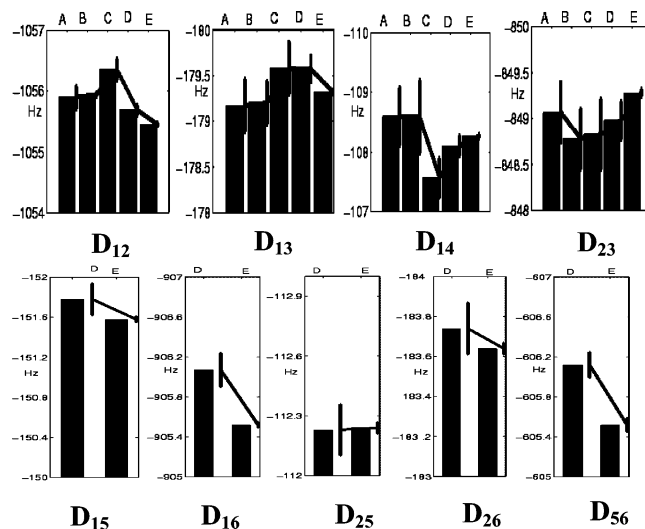 A B C D E
-1057
-1056
Hz
-1055
-1054
D12
A B C D E
-180
-179.5
Hz
-179
-178.5
-178
D13
A B C D E
-110
-109
Hz
-108
-107
D14
A B C D E
-850
-849.5
Hz
-849
-848.5
-848
D23
D E
-152
-151.6
-151.2
Hz
-150.8
-150.4
-150
D15
D E
-907
-906.6
-906.2
Hz
-905.8
-905.4
-905
D16
D E
-112.9
-112.6
Hz
-112.3
-112
D25
D E
-184
-183.8
-183.6
Hz
-183.4
-183.2
-183
D26
D E
-607
-606.6
-606.2
Hz
-605.8
-605.4
-605
D56